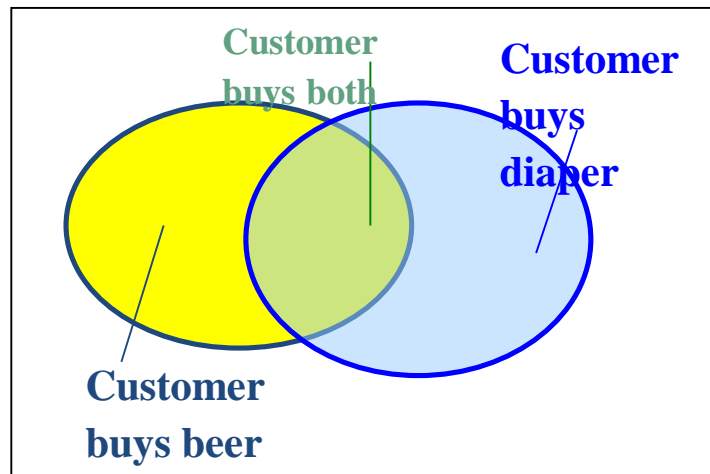 Customer
buys both
Customer
buys
diaper
Customer
buys beer